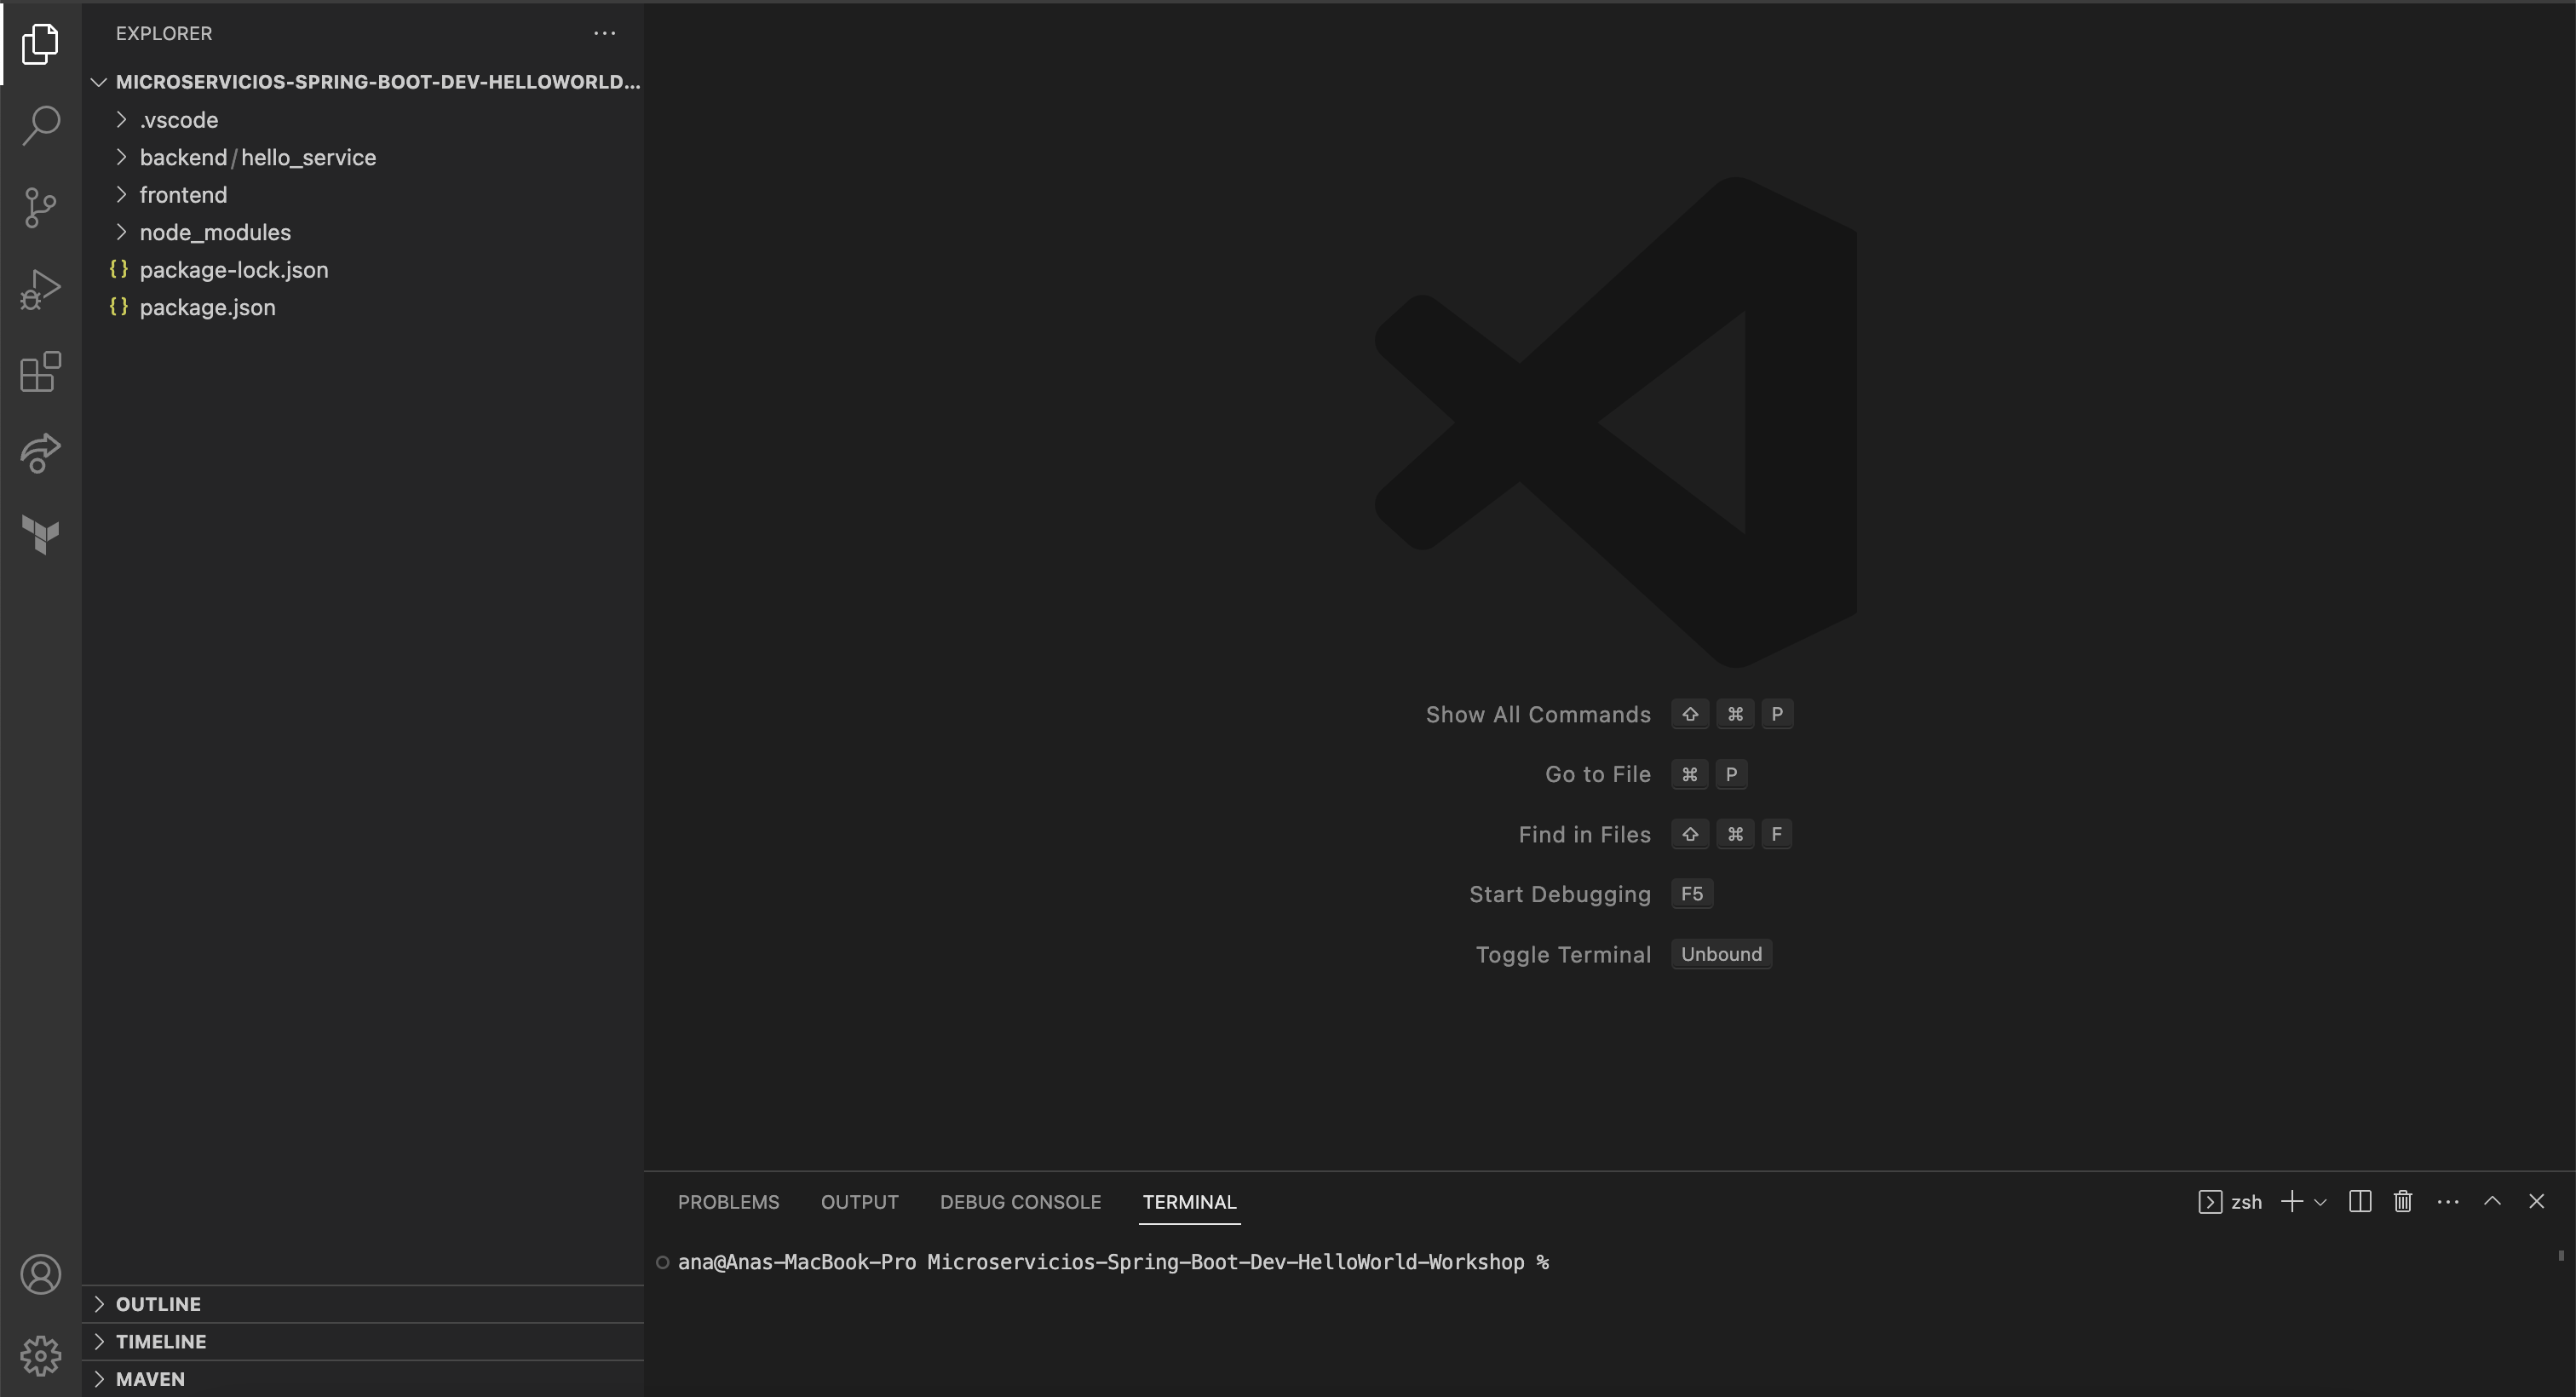 EXPLORER
MICROSERVICIOS-SPRING-BOOT-DEV-HELLOWORLD...
.vscode
backend/hello_service
frontend
node_modules
{} package-lock.json
{} package.json
OUTLINE
TIMELINE
MAVEN
Show All Commands ⇧ ⌘ P
Go to File ⌘ P
Find in Files ⇧ ⌘ F
Start Debugging F5
Toggle Terminal Unbound
PROBLEMS OUTPUT DEBUG CONSOLE TERMINAL zsh
ana@Anas-MacBook-Pro Microservicios-Spring-Boot-Dev-HelloWorld-Workshop %